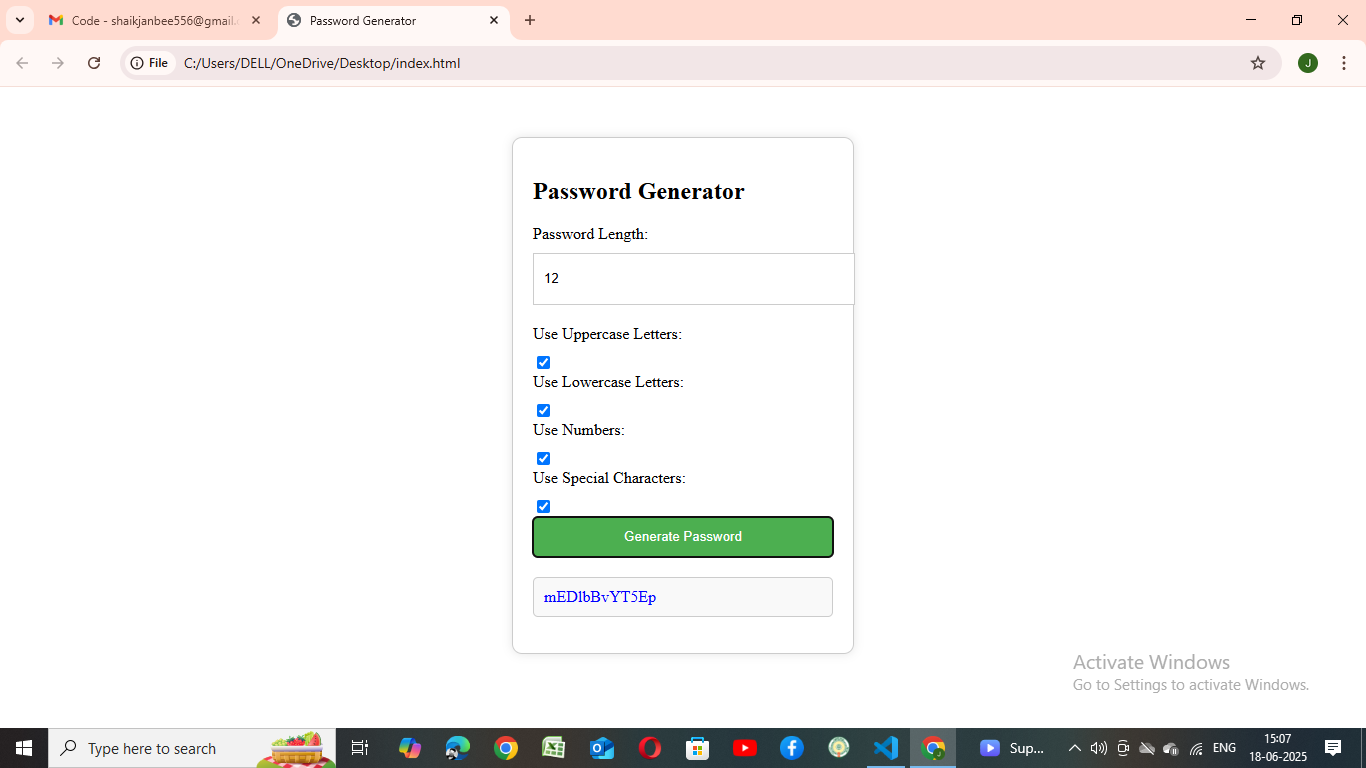 Code - shaikjanbee556@gmail.
Password Generator
File
C:/Users/DELL/OneDrive/Desktop/index.html
J
Password Generator
Password Length:
12
Use Uppercase Letters:
Use Lowercase Letters:
Use Numbers:
Use Special Characters:
Generate Password
mEDlbBvYT5Ep
Activate Windows
Go to Settings to activate Windows.
Type here to search
Sup...
ENG
15:07
18-06-2025